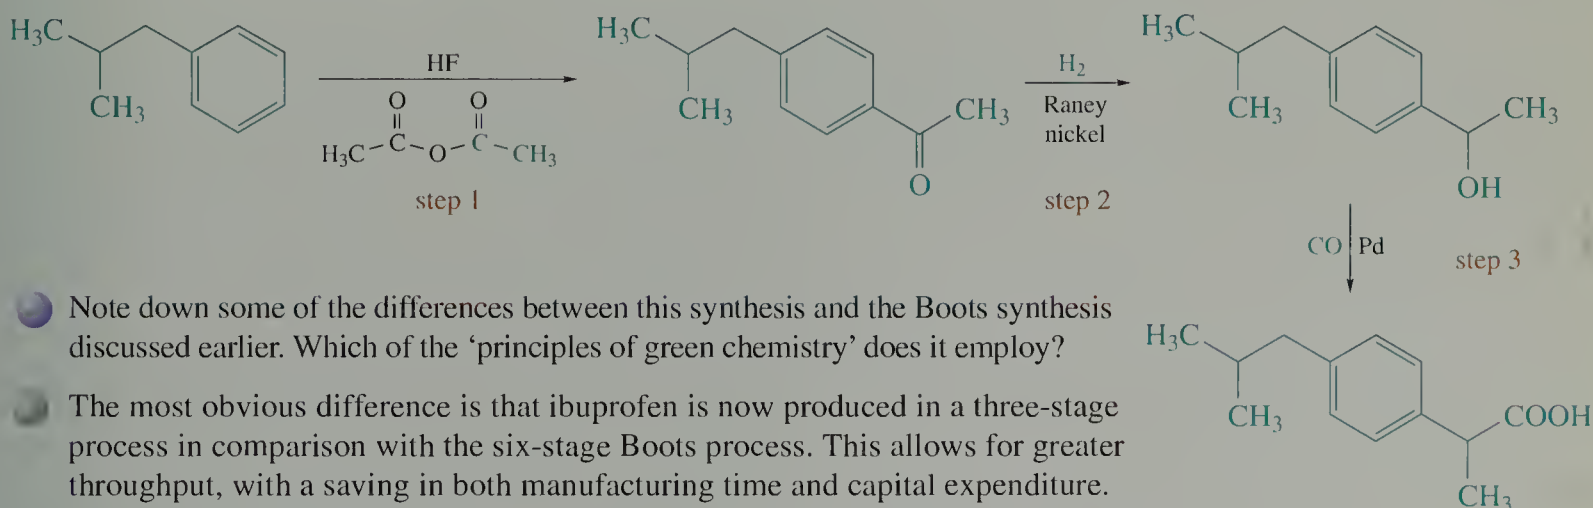 H₃C
CH₃
HF
O O
H₃C–C–O–C–CH₃
step 1
H₃C
CH₃
CH₃
O
H₂
Raney
nickel
step 2
H₃C
CH₃
CH₃
OH
CO Pd
step 3
Note down some of the differences between this synthesis and the Boots synthesis
discussed earlier. Which of the ‘principles of green chemistry’ does it employ?
The most obvious difference is that ibuprofen is now produced in a three-stage
process in comparison with the six-stage Boots process. This allows for greater
throughput, with a saving in both manufacturing time and capital expenditure.
H₃C
CH₃
COOH
CH₃